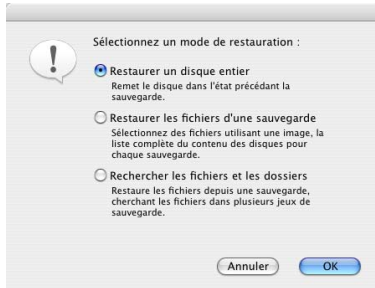 Sélectionnez un mode de restauration :
Restaurer un disque entier
Remet le disque dans l'état précédant la
sauvegarde.
Restaurer les fichiers d'une sauvegarde
Sélectionnez des fichiers utilisant une image, la
liste complète du contenu des disques pour
chaque sauvegarde.
Rechercher les fichiers et les dossiers
Restaure les fichiers depuis une sauvegarde,
cherchant les fichiers dans plusieurs jeux de
sauvegarde.
Annuler
OK